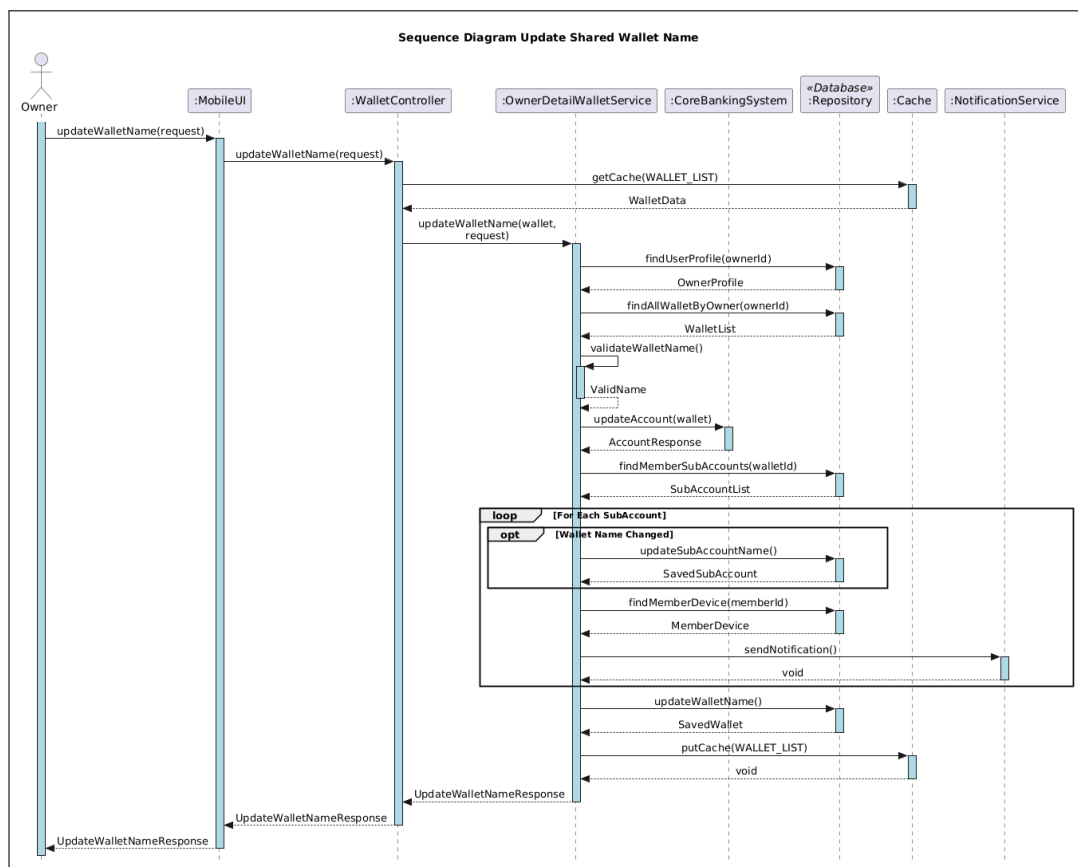 Sequence Diagram Update Shared Wallet Name
Owner
:MobileUI
:WalletController
:OwnerDetailWalletService
:CoreBankingSystem
«Database»
:Repository
:Cache
:NotificationService
updateWalletName(request)
updateWalletName(request)
getCache(WALLET_LIST)
WalletData
updateWalletName(wallet,
request)
findUserProfile(ownerId)
OwnerProfile
findAllWalletByOwner(ownerId)
WalletList
validateWalletName()
ValidName
updateAccount(wallet)
AccountResponse
findMemberSubAccounts(walletId)
SubAccountList
loop [For Each SubAccount]
opt [Wallet Name Changed]
updateSubAccountName()
SavedSubAccount
findMemberDevice(memberId)
MemberDevice
sendNotification()
void
updateWalletName()
SavedWallet
putCache(WALLET_LIST)
void
UpdateWalletNameResponse
UpdateWalletNameResponse
UpdateWalletNameResponse